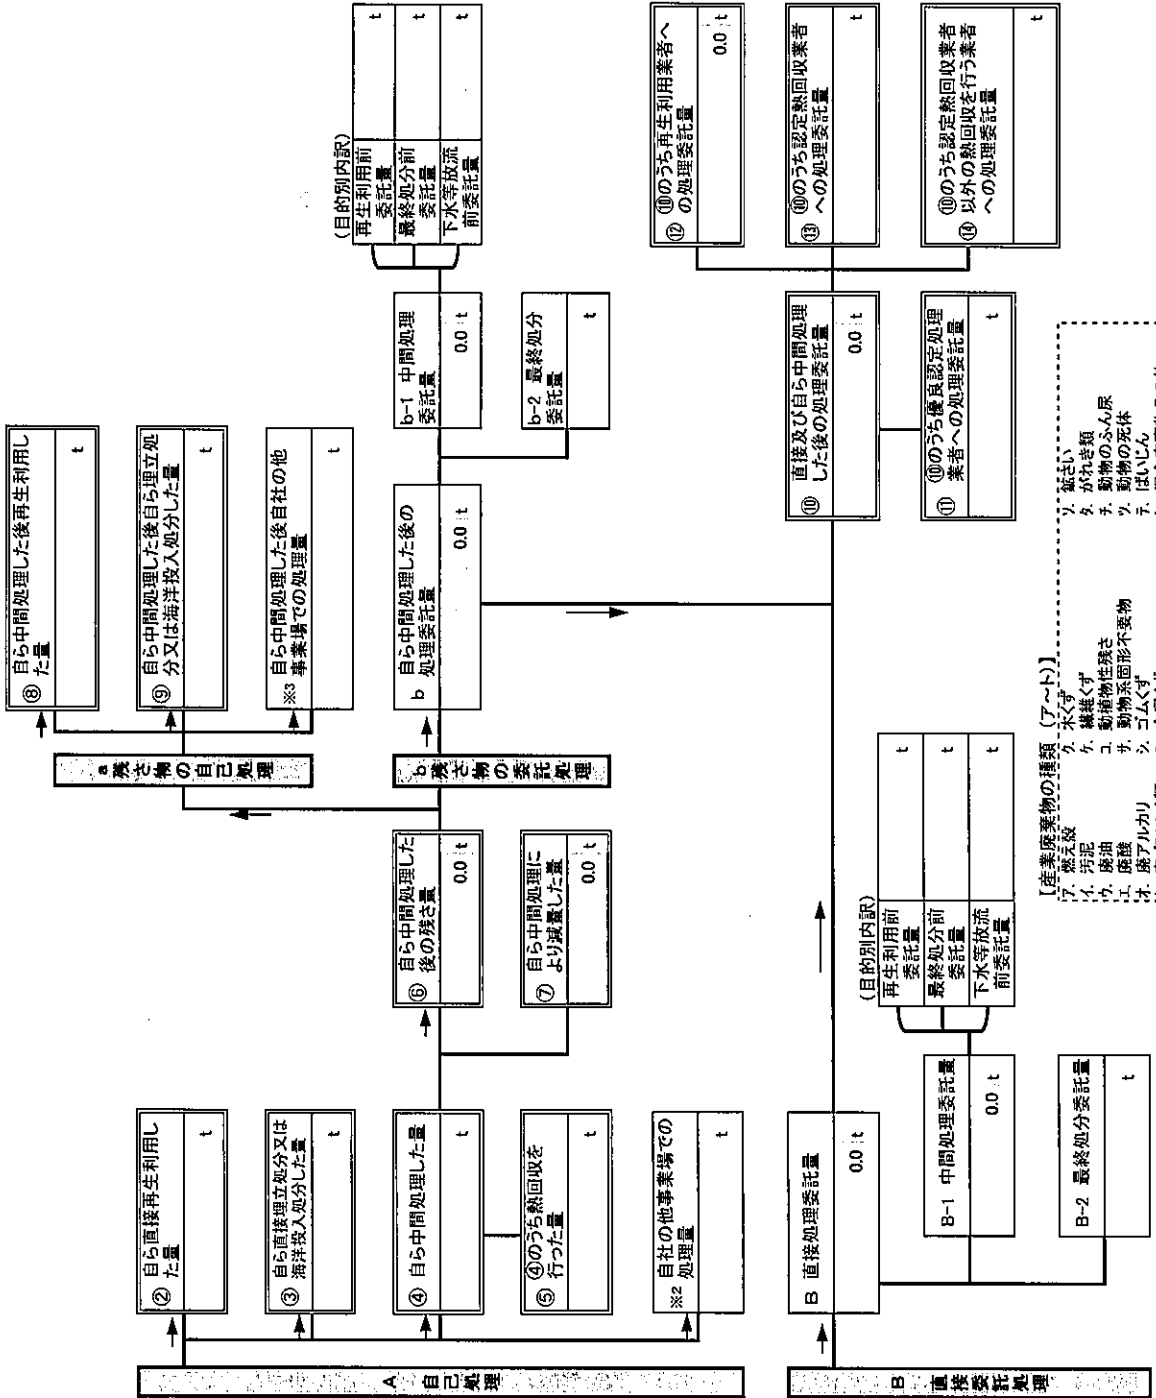 A 自己処理
② 自ら直接再生利用し
た量
t
③ 自ら直接埋立処分又は
海洋投入処分した量
t
④ 自ら中間処理した量
t
⑤ ④のうち熱回収を
行った量
t
※2 自社の他事業場での
処理量
t
⑥ 自ら中間処理した
後の残さ量
0.0 t
⑦ 自ら中間処理に
より減量した量
0.0 t
a 残さ物の自己処理
⑧ 自ら中間処理した後再生利用し
た量
t
⑨ 自ら中間処理した後自ら埋立処
分又は海洋投入処分した量
t
※3 自ら中間処理した後自社の他
事業場での処理量
t
b 残さ物の委託処理
b 自ら中間処理した後の
処理委託量
0.0 t
b-1 中間処理
委託量
0.0 t
b-2 最終処分
委託量
t
(目的別内訳)
再生利用前
委託量
t
最終処分前
委託量
t
下水等放流
前委託量
t
B 直接委託処理
B 直接処理委託量
0.0 t
B-1 中間処理委託量
0.0 t
B-2 最終処分委託量
t
(目的別内訳)
再生利用前
委託量
t
最終処分前
委託量
t
下水等放流
前委託量
t
⑩ 直接及び自ら中間処理
した後の処理委託量
0.0 t
⑪ ⑩のうち優良認定処理
業者への処理委託量
t
⑫ ⑩のうち再生利用業者へ
の処理委託量
0.0 t
⑬ ⑩のうち認定熱回収業者
への処理委託量
t
⑭ ⑩のうち認定熱回収業者
以外の熱回収を行う業者
への処理委託量
t
【産業廃棄物の種類 (ア~ト)】
ア. 燃え殻 ク. 木くず ソ. 鉱さい
イ. 汚泥 ケ. 繊維くず タ. がれき類
ウ. 廃油 コ. 動植物性残さ チ. 動物のふん尿
エ. 廃酸 サ. 動物系固形不要物 ツ. 動物の死体
オ. 廃アルカリ シ. ゴムくず テ. ばいじん